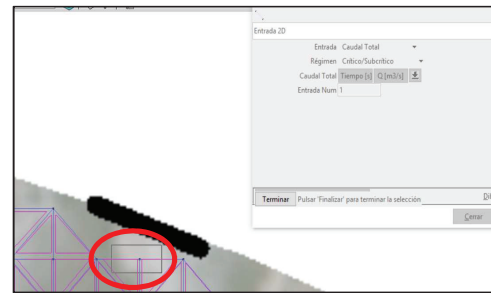 Entrada 2D
Entrada Caudal Total
Régimen Crítico/Subcrítico
Caudal Total Tiempo [s] Q [m3/s]
Entrada Num 1
Terminar Pulsar 'Finalizar' para terminar la selección
Cerrar